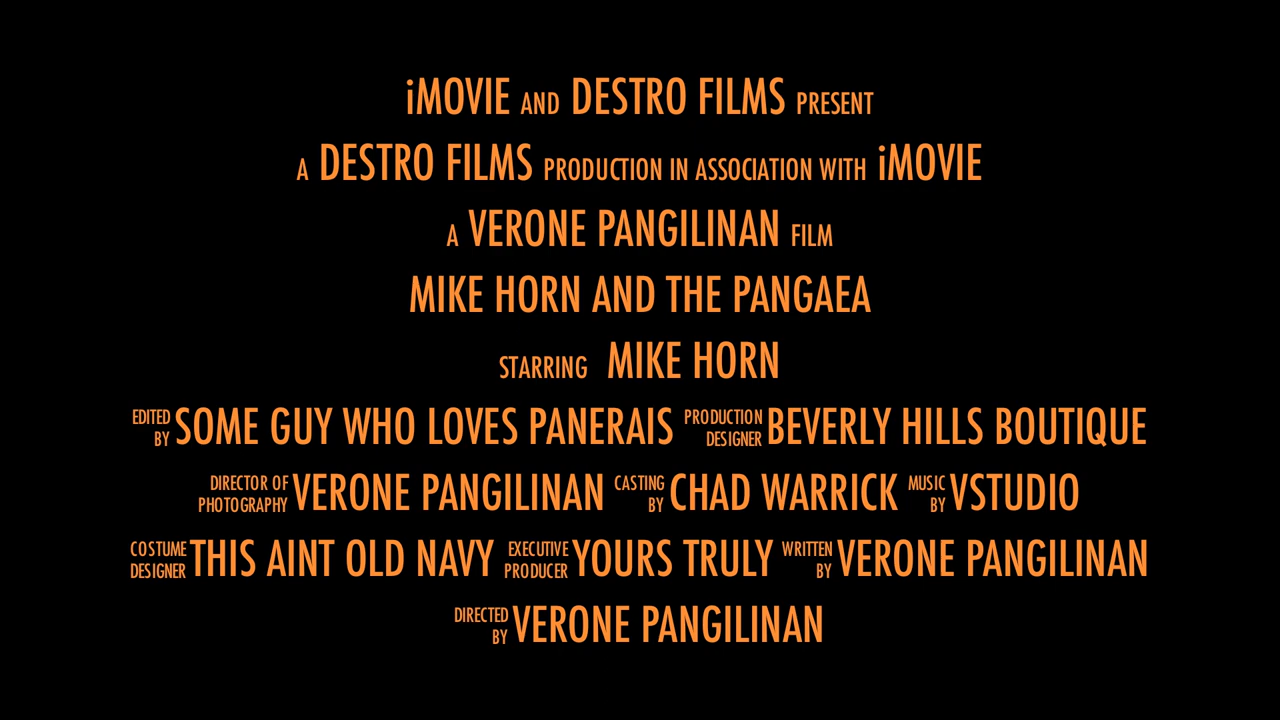 iMOVIE AND DESTRO FILMS PRESENT
A DESTRO FILMS PRODUCTION IN ASSOCIATION WITH iMOVIE
A VERONE PANGILINAN FILM
MIKE HORN AND THE PANGAEA
STARRING MIKE HORN
EDITED BY SOME GUY WHO LOVES PANERAIS PRODUCTION DESIGNER BEVERLY HILLS BOUTIQUE
DIRECTOR OF PHOTOGRAPHY VERONE PANGILINAN CASTING BY CHAD WARRICK MUSIC BY VSTUDIO
COSTUME DESIGNER THIS AINT OLD NAVY EXECUTIVE PRODUCER YOURS TRULY WRITTEN BY VERONE PANGILINAN
DIRECTED BY VERONE PANGILINAN